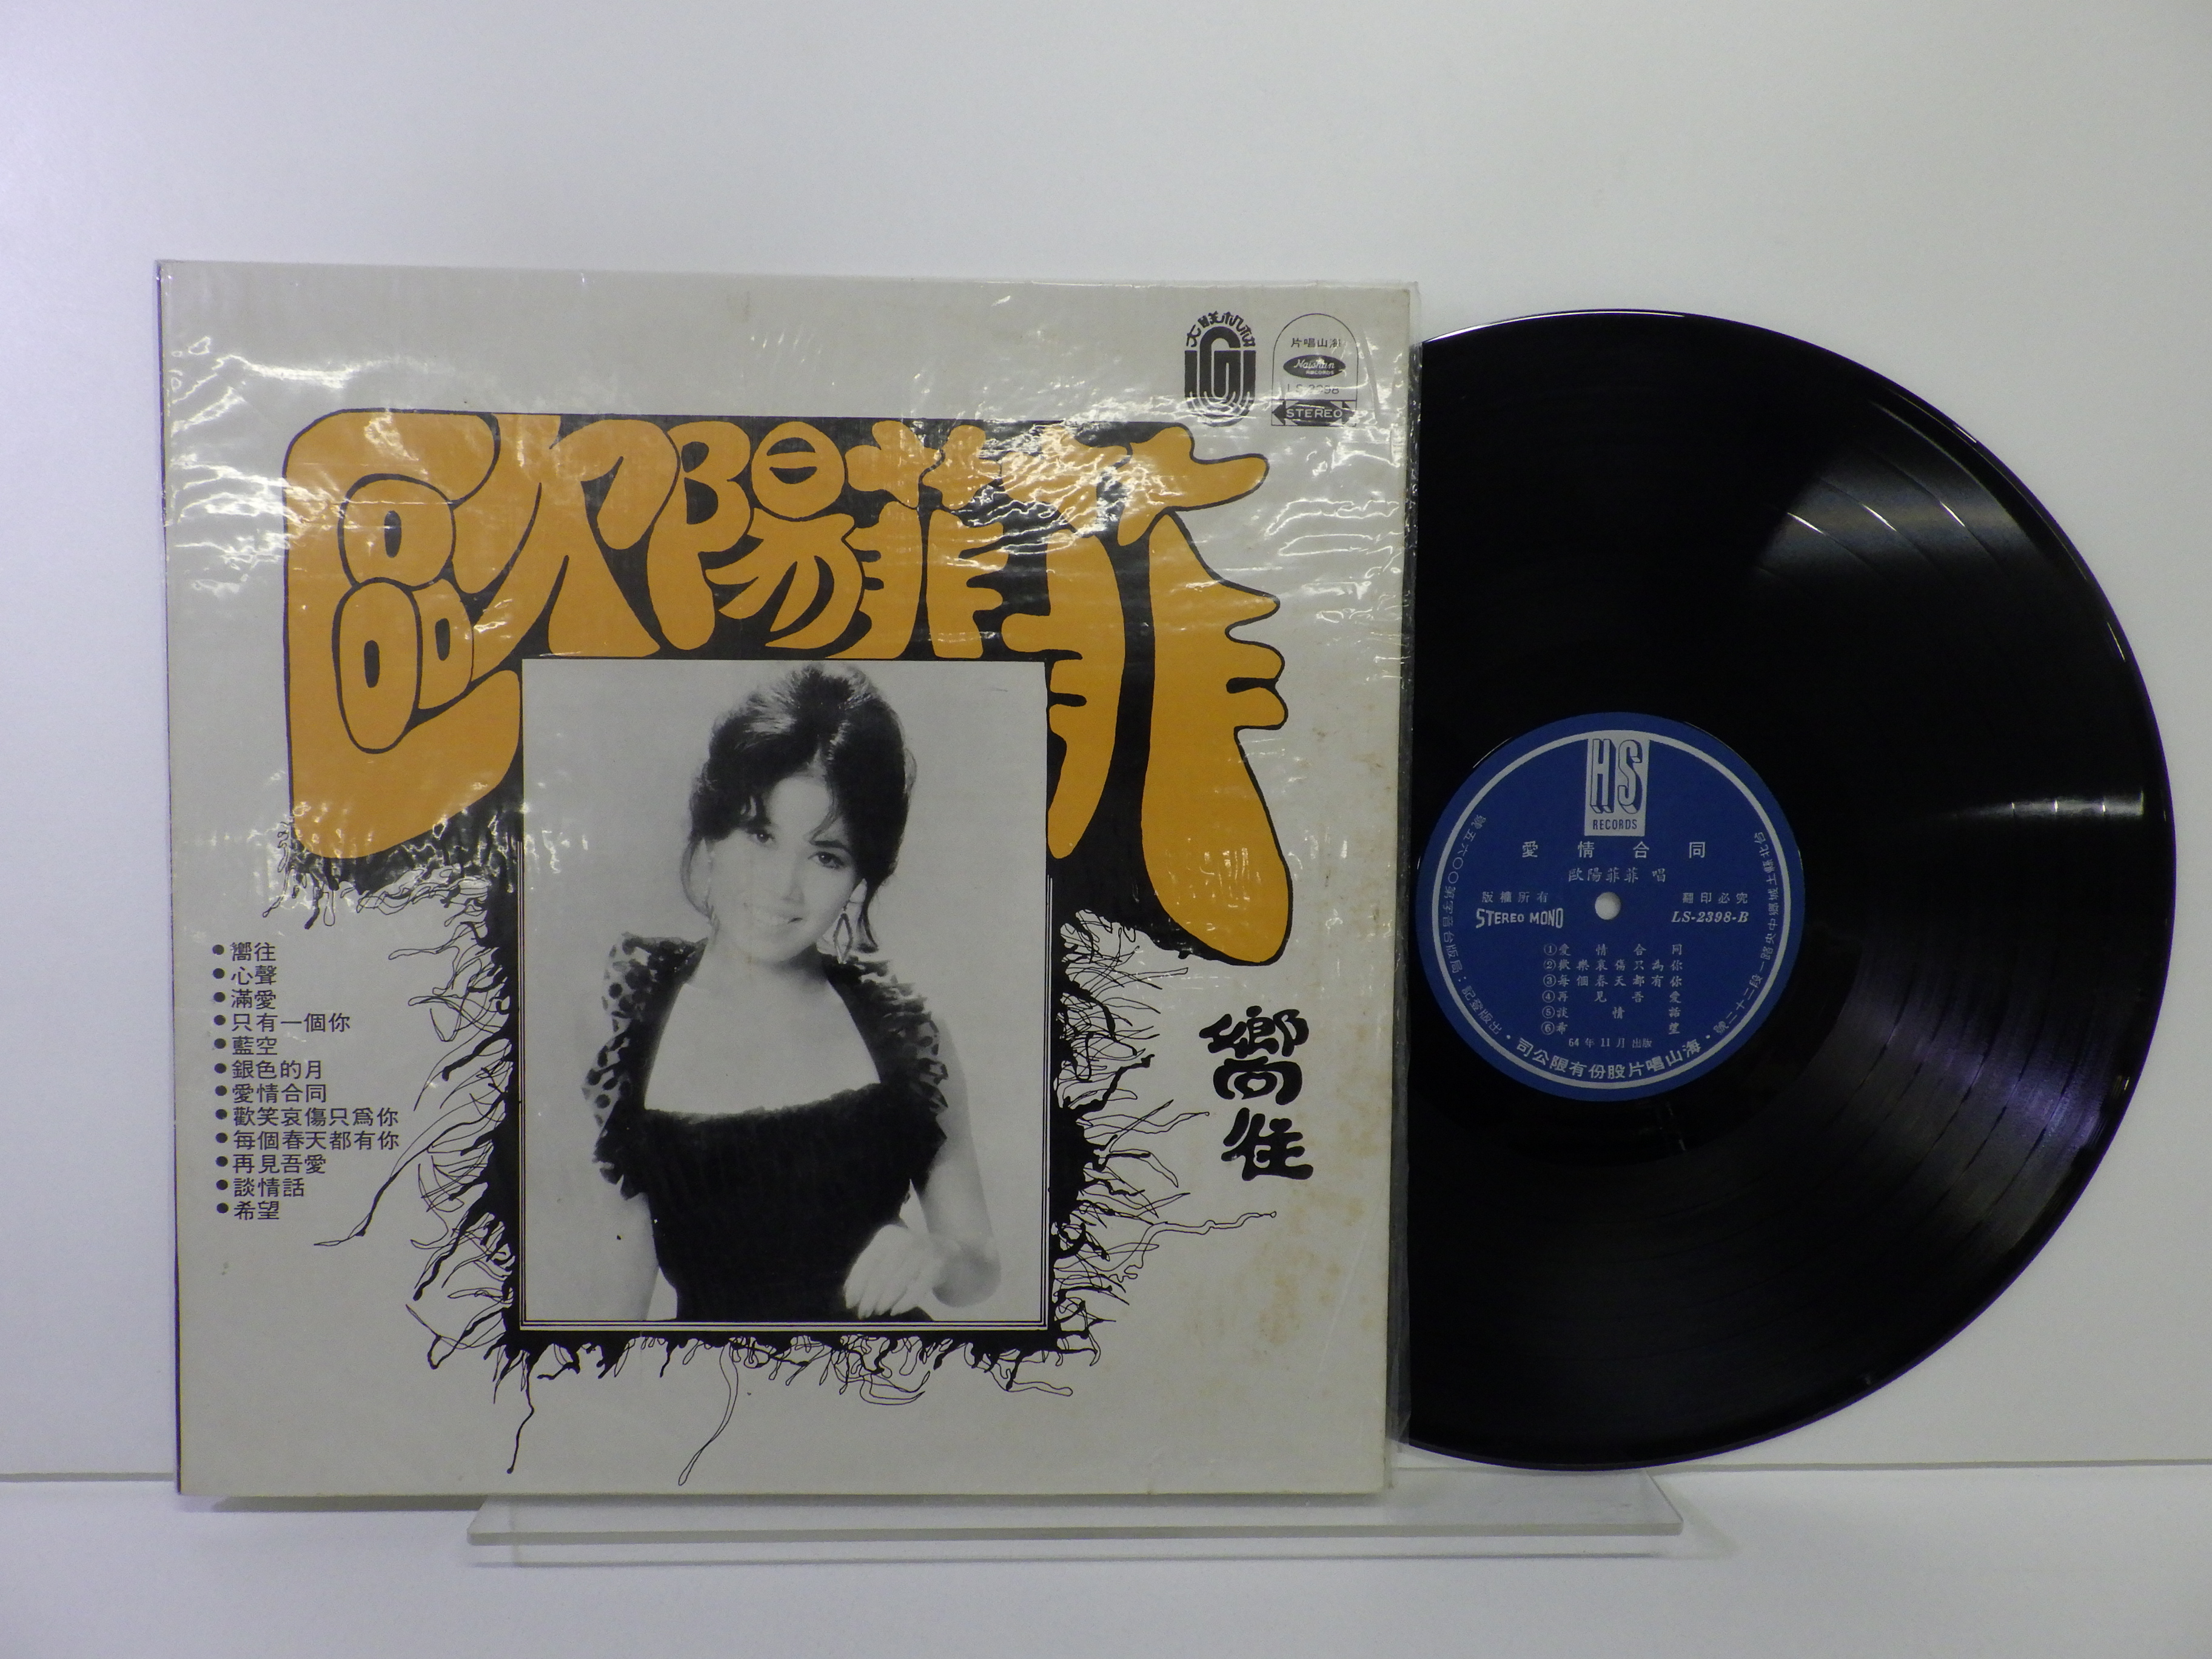 大联机构
片唱山海
Haishan
RECORDS
LS-2398
STEREO
歐陽菲菲
嚮往
嚮往
心聲
滿愛
只有一個你
藍空
銀色的月
愛情合同
歡笑哀傷只爲你
每個春天都有你
再見吾愛
談情話
希望
HS
RECORDS
愛情合同
歐陽菲菲 唱
版權所有 翻印必究
STEREO MONO LS-2398-B
①愛情合同
②歡樂哀傷只為你
③每個春天都有你
④再見吾愛
⑤談情話
⑥希望
64年11月出版
司公限有份股片唱山海